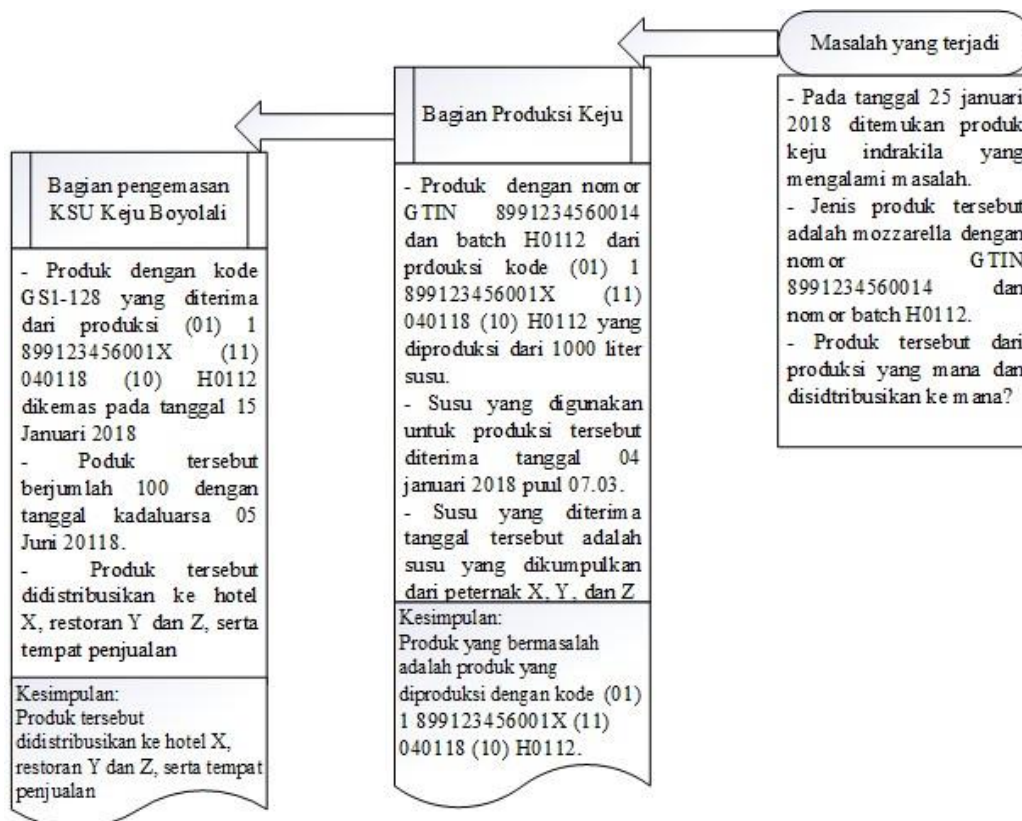 Masalah yang terjadi
- Pada tanggal 25 januari
2018 ditemukan produk
keju indrakila yang
mengalami masalah.
- Jenis produk tersebut
adalah mozzarella dengan
nomor GTIN
8991234560014 dan
nomor batch H0112.
- Produk tersebut dari
produksi yang mana dan
disidtribusikan ke mana?
Bagian Produksi Keju
- Produk dengan nomor
GTIN 8991234560014
dan batch H0112 dari
prdouksi kode (01) 1
899123456001X (11)
040118 (10) H0112 yang
diproduksi dari 1000 liter
susu.
- Susu yang digunakan
untuk produksi tersebut
diterima tanggal 04
januari 2018 puul 07.03.
- Susu yang diterima
tanggal tersebut adalah
susu yang dikumpulkan
dari peternak X, Y, dan Z
Kesimpulan:
Produk yang bermasalah
adalah produk yang
diproduksi dengan kode (01)
1 899123456001X (11)
040118 (10) H0112.
Bagian pengemasan
KSU Keju Boyolali
- Produk dengan kode
GS1-128 yang diterima
dari produksi (01) 1
899123456001X (11)
040118 (10) H0112
dikemas pada tanggal 15
Januari 2018
- Poduk tersebut
berjumlah 100 dengan
tanggal kadaluarsa 05
Juni 20118.
- Produk tersebut
didistribusikan ke hotel
X, restoran Y dan Z, serta
tempat penjualan
Kesimpulan:
Produk tersebut
didistribusikan ke hotel X,
restoran Y dan Z, serta tempat
penjualan